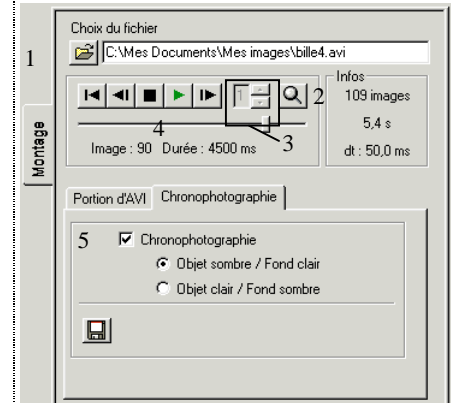 Choix du fichier
1
C:\Mes Documents\Mes images\bille4.avi
Infos
1
2
109 images
4
3
5,4 s
Image : 90 Durée : 4500 ms
dt : 50,0 ms
Montage
Portion d'AVI Chronophotographie
5 Chronophotographie
Objet sombre / Fond clair
Objet clair / Fond sombre